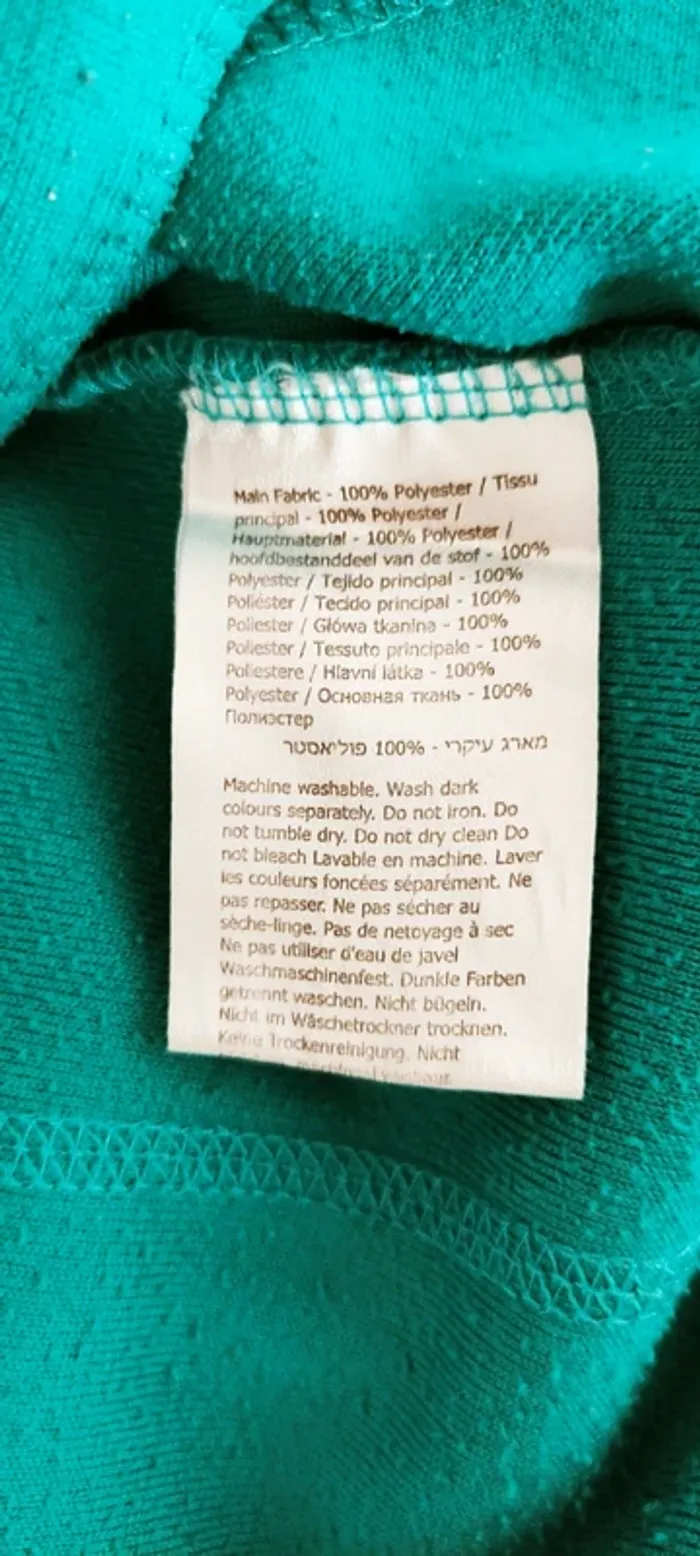 Main Fabric - 100% Polyester / Tissu
principal - 100% Polyester /
Hauptmaterial - 100% Polyester /
hoofdbestanddeel van de stof - 100%
Polyester / Tejido principal - 100%
Poliéster / Tecido principal - 100%
Poliester / Główa tkanina - 100%
Poliester / Tessuto principale - 100%
Poliestere / Hlavní látka - 100%
Polyester / Основная ткань - 100%
Полиэстер
מארג עיקרי - 100% פוליאסטר
Machine washable. Wash dark
colours separately. Do not iron. Do
not tumble dry. Do not dry clean Do
not bleach Lavable en machine. Laver
les couleurs foncées séparément. Ne
pas repasser. Ne pas sécher au
sèche-linge. Pas de netoyage à sec
Ne pas utiliser d'eau de javel
Waschmaschinenfest. Dunkle Farben
getrennt waschen. Nicht bügeln.
Nicht im Wäschetrockner trocknen.
Keine Trockenreinigung. Nicht